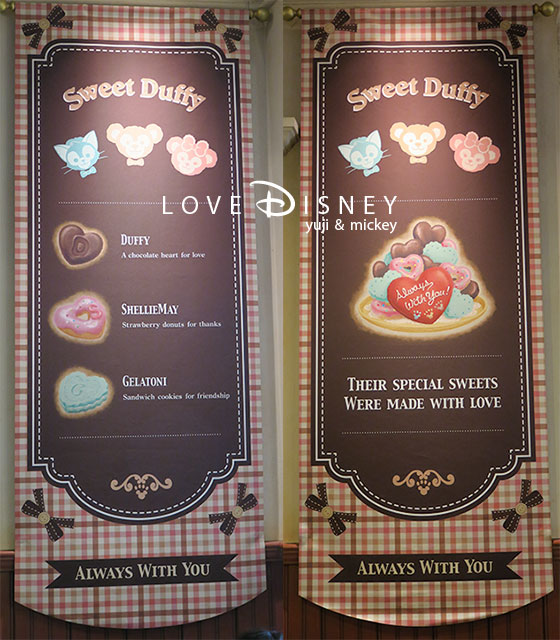 Sweet Duffy
DUFFY
A chocolate heart for love
SHELLIEMAY
Strawberry donuts for thanks
GELATONI
Sandwich cookies for friendship
ALWAYS WITH YOU
LOVE DISNEY
yuji & mickey
Sweet Duffy
Always
With You!
THEIR SPECIAL SWEETS
WERE MADE WITH LOVE
ALWAYS WITH YOU